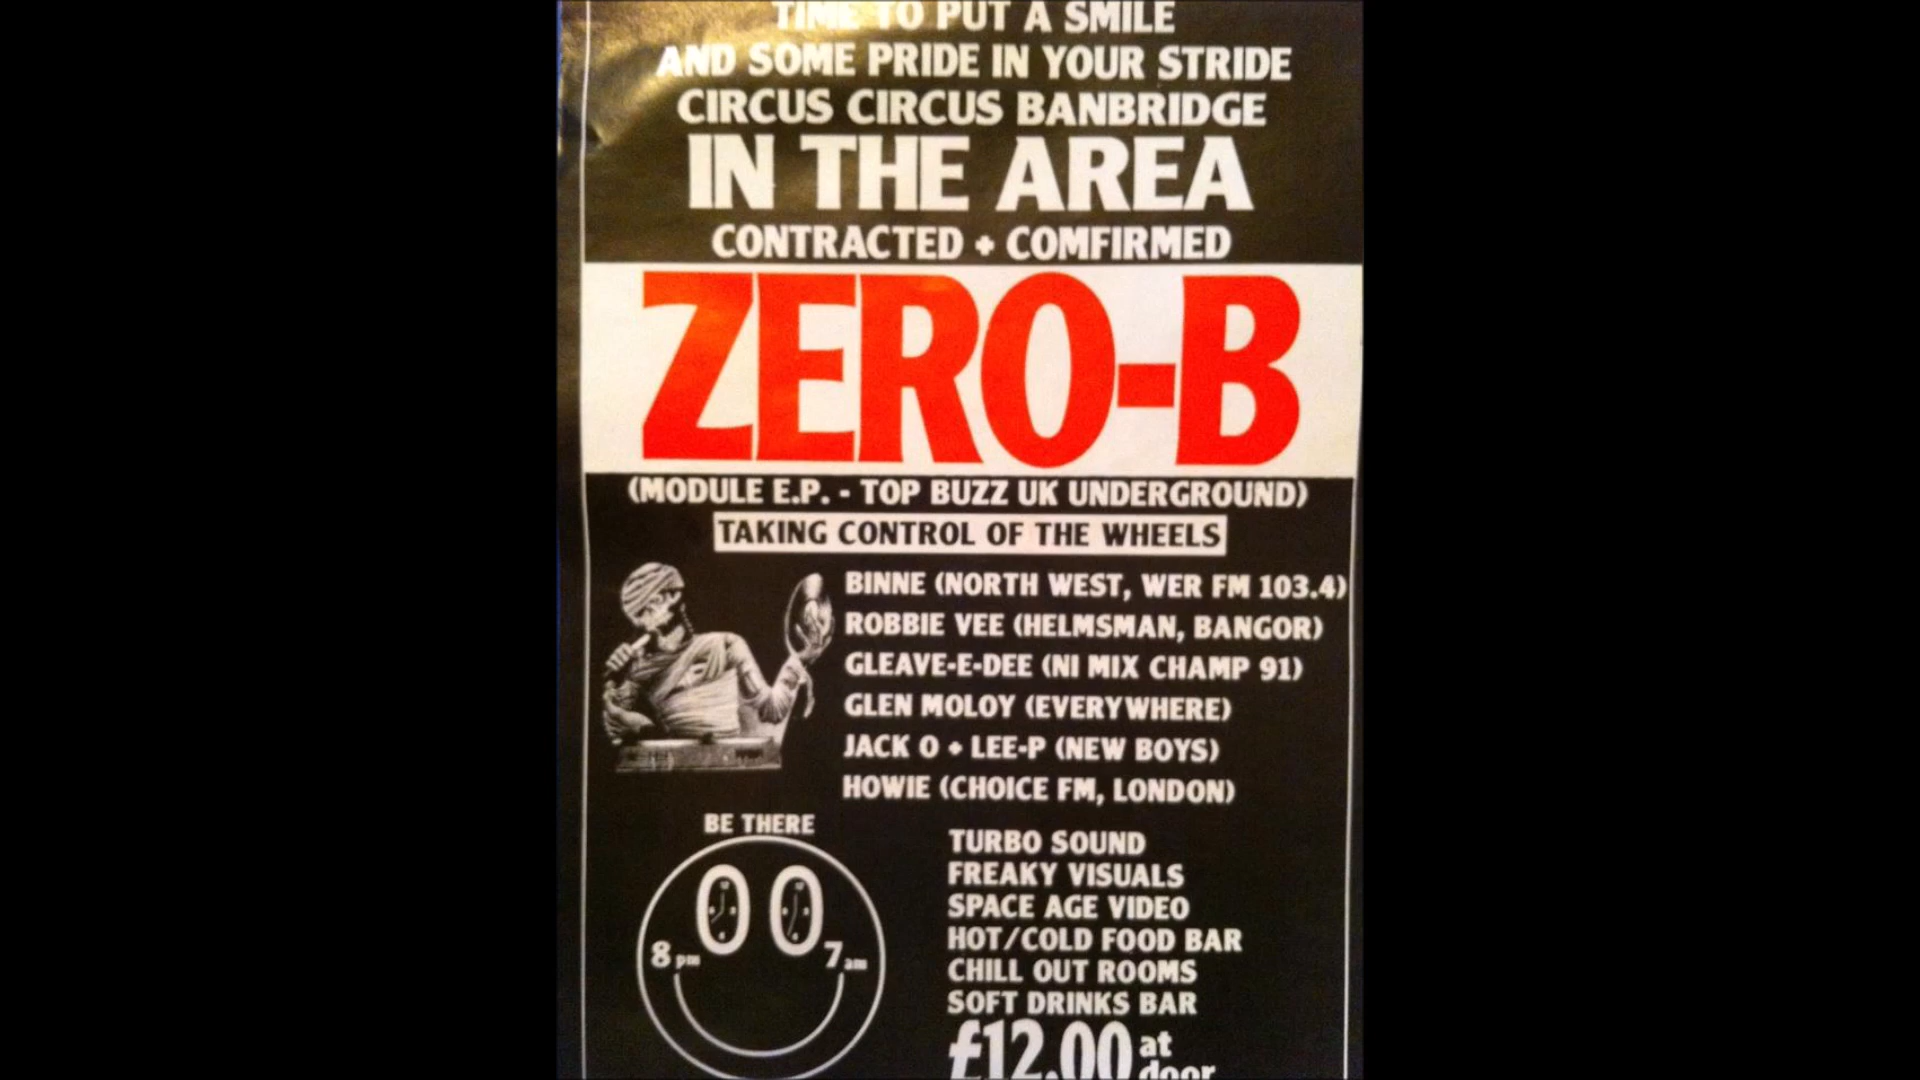 TIME TO PUT A SMILE
AND SOME PRIDE IN YOUR STRIDE
CIRCUS CIRCUS BANBRIDGE
IN THE AREA
CONTRACTED + COMFIRMED
ZERO-B
(MODULE E.P. - TOP BUZZ UK UNDERGROUND)
TAKING CONTROL OF THE WHEELS
BINNE (NORTH WEST, WER FM 103.4)
ROBBIE VEE (HELMSMAN, BANGOR)
GLEAVE-E-DEE (NI MIX CHAMP 91)
GLEN MOLOY (EVERYWHERE)
JACK O + LEE-P (NEW BOYS)
HOWIE (CHOICE FM, LONDON)
BE THERE
8pm
7am
TURBO SOUND
FREAKY VISUALS
SPACE AGE VIDEO
HOT/COLD FOOD BAR
CHILL OUT ROOMS
SOFT DRINKS BAR
£12.00 at door